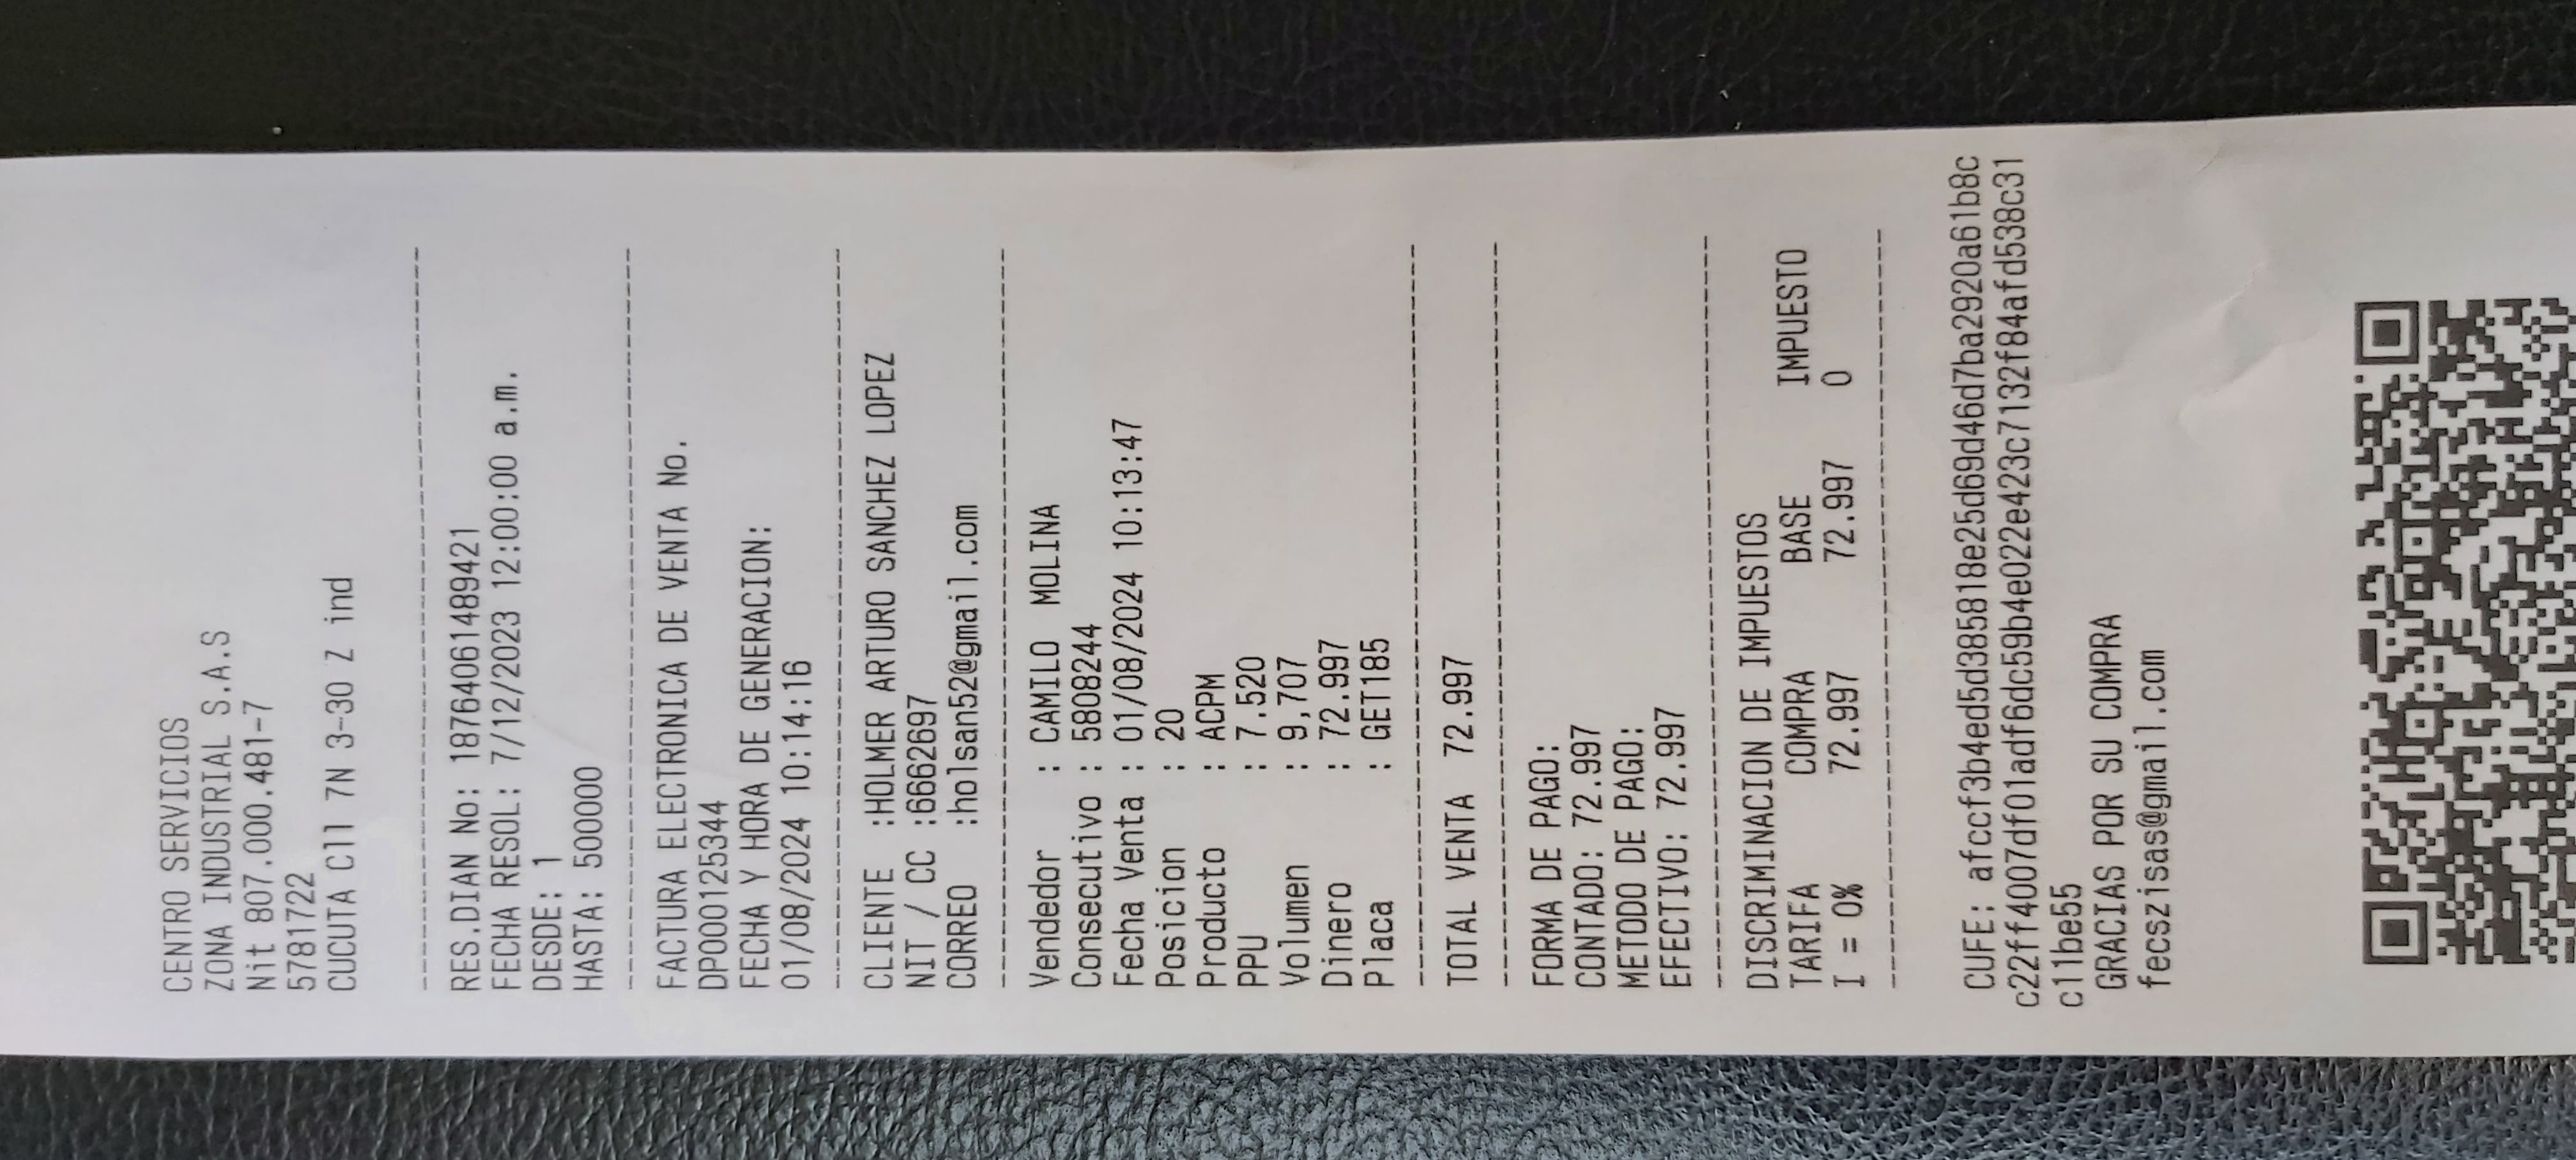 CENTRO SERVICIOS
ZONA INDUSTRIAL S.A.S
Nit 807.000.481-7
5781722
CUCUTA Cll 7N 3-30 Z ind
RES.DIAN No: 18764061489421
FECHA RESOL: 7/12/2023 12:00:00 a.m.
DESDE: 1
HASTA: 500000
FACTURA ELECTRONICA DE VENTA No.
DP000125344
FECHA Y HORA DE GENERACION:
01/08/2024 10:14:16
CLIENTE :HOLMER ARTURO SANCHEZ LOPEZ
NIT / CC :6662697
CORREO :holsan52@gmail.com
Vendedor : CAMILO MOLINA
Consecutivo : 5808244
Fecha Venta : 01/08/2024 10:13:47
Posicion : 20
Producto : ACPM
PPU : 7.520
Volumen : 9,707
Dinero : 72.997
Placa : GET185
TOTAL VENTA 72.997
FORMA DE PAGO:
CONTADO: 72.997
METODO DE PAGO:
EFECTIVO: 72.997
DISCRIMINACION DE IMPUESTOS
TARIFA COMPRA BASE IMPUESTO
I = 0% 72.997 72.997 0
CUFE: afccf3b4ed5d385818e25d69d46d7ba2920a61b8c
c22ff4007df01adf6dc59b4e022e423c7132f84afd538c31
c11be55
GRACIAS POR SU COMPRA
fecszisas@gmail.com